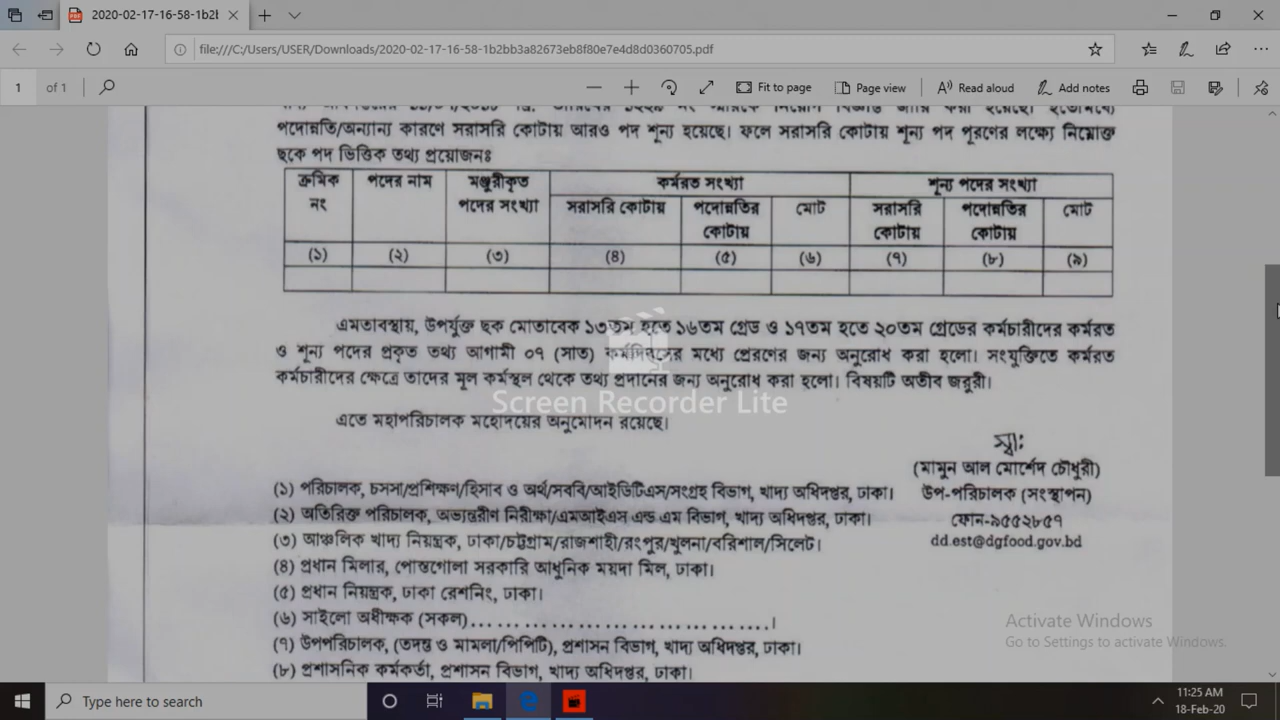 2020-02-17-16-58-1b2b
file:///C:/Users/USER/Downloads/2020-02-17-16-58-1b2bb3a82673eb8f80e7e4d8d0360705.pdf
1 of 1
Fit to page
Page view
Read aloud
Add notes
পদোন্নতি/অন্যান্য কারণে সরাসরি কোটায় আরও পদ শূন্য হয়েছে। ফলে সরাসরি কোটায় শূন্য পদ পূরণের লক্ষ্যে নিম্নোক্ত
ছকে পদ ভিত্তিক তথ্য প্রয়োজনঃ
ক্রমিক পদের নাম মঞ্জুরীকৃত কর্মরত সংখ্যা শূন্য পদের সংখ্যা
নং পদের সংখ্যা সরাসরি কোটায় পদোন্নতির মোট সরাসরি পদোন্নতির মোট
কোটায় কোটায় কোটায়
(১) (২) (৩) (৪) (৫) (৬) (৭) (৮) (৯)
এমতাবস্থায়, উপর্যুক্ত ছক মোতাবেক ১৩তম হতে ১৬তম গ্রেড ও ১৭তম হতে ২০তম গ্রেডের কর্মচারীদের কর্মরত
ও শূন্য পদের প্রকৃত তথ্য আগামী ০৭ (সাত) কর্মদিবসের মধ্যে প্রেরণের জন্য অনুরোধ করা হলো। সংযুক্তিতে কর্মরত
কর্মচারীদের ক্ষেত্রে তাদের মূল কর্মস্থল থেকে তথ্য প্রদানের জন্য অনুরোধ করা হলো। বিষয়টি অতীব জরুরী।
Screen Recorder Lite
এতে মহাপরিচালক মহোদয়ের অনুমোদন রয়েছে।
স্বা:
(মামুন আল মোর্শেদ চৌধুরী)
উপ-পরিচালক (সংস্থাপন)
ফোন-৯৫৫২৮৫৭
dd.est@dgfood.gov.bd
(১) পরিচালক, চসসা/প্রশিক্ষণ/হিসাব ও অর্থ/সববি/আইডিটিএস/সংগ্রহ বিভাগ, খাদ্য অধিদপ্তর, ঢাকা।
(২) অতিরিক্ত পরিচালক, অভ্যন্তরীণ নিরীক্ষা/এমআইএস এন্ড এম বিভাগ, খাদ্য অধিদপ্তর, ঢাকা।
(৩) আঞ্চলিক খাদ্য নিয়ন্ত্রক, ঢাকা/চট্টগ্রাম/রাজশাহী/রংপুর/খুলনা/বরিশাল/সিলেট।
(৪) প্রধান মিলার, পোস্তগোলা সরকারি আধুনিক ময়দা মিল, ঢাকা।
(৫) প্রধান নিয়ন্ত্রক, ঢাকা রেশনিং, ঢাকা।
(৬) সাইলো অধীক্ষক (সকল)....................................।
(৭) উপপরিচালক, (তদন্ত ও মামলা/পিপিটি), প্রশাসন বিভাগ, খাদ্য অধিদপ্তর, ঢাকা।
(৮) প্রশাসনিক কর্মকর্তা, প্রশাসন বিভাগ, খাদ্য অধিদপ্তর, ঢাকা।
Activate Windows
Go to Settings to activate Windows.
Type here to search
11:25 AM
18-Feb-20